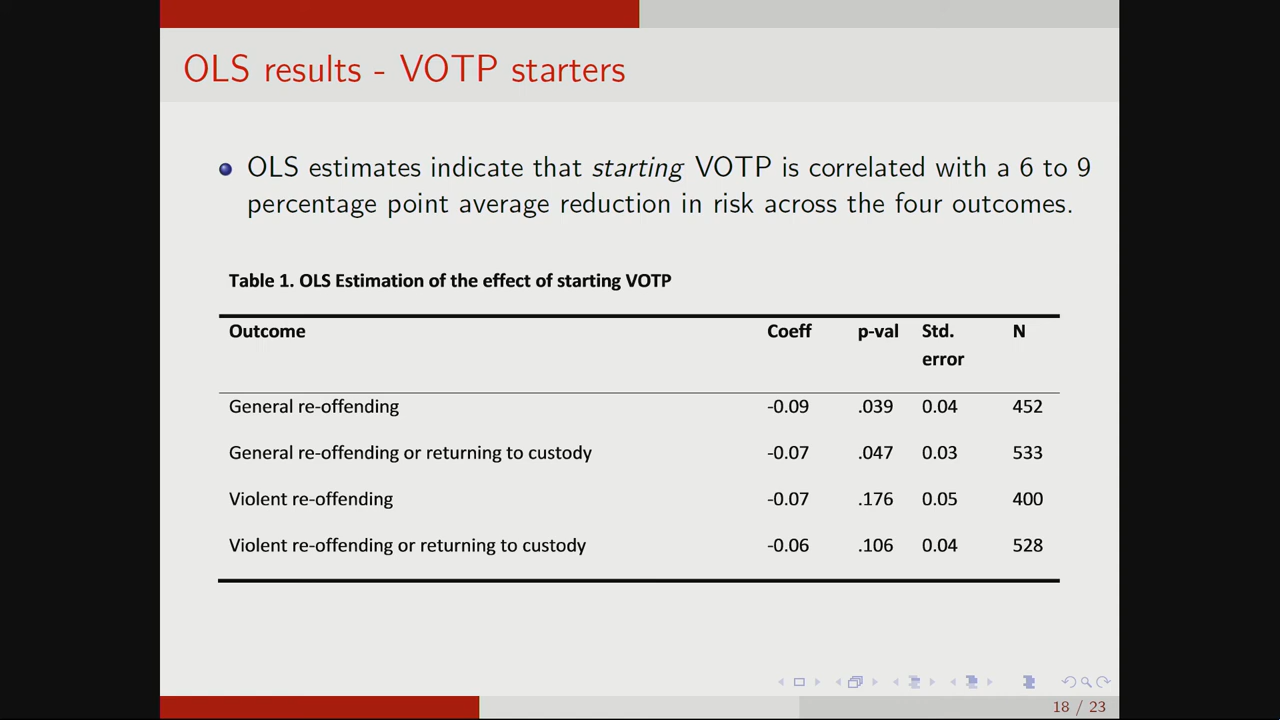 OLS results - VOTP starters
OLS estimates indicate that starting VOTP is correlated with a 6 to 9
percentage point average reduction in risk across the four outcomes.
Table 1. OLS Estimation of the effect of starting VOTP
Outcome Coeff p-val Std. error N
General re-offending -0.09 .039 0.04 452
General re-offending or returning to custody -0.07 .047 0.03 533
Violent re-offending -0.07 .176 0.05 400
Violent re-offending or returning to custody -0.06 .106 0.04 528
18 / 23